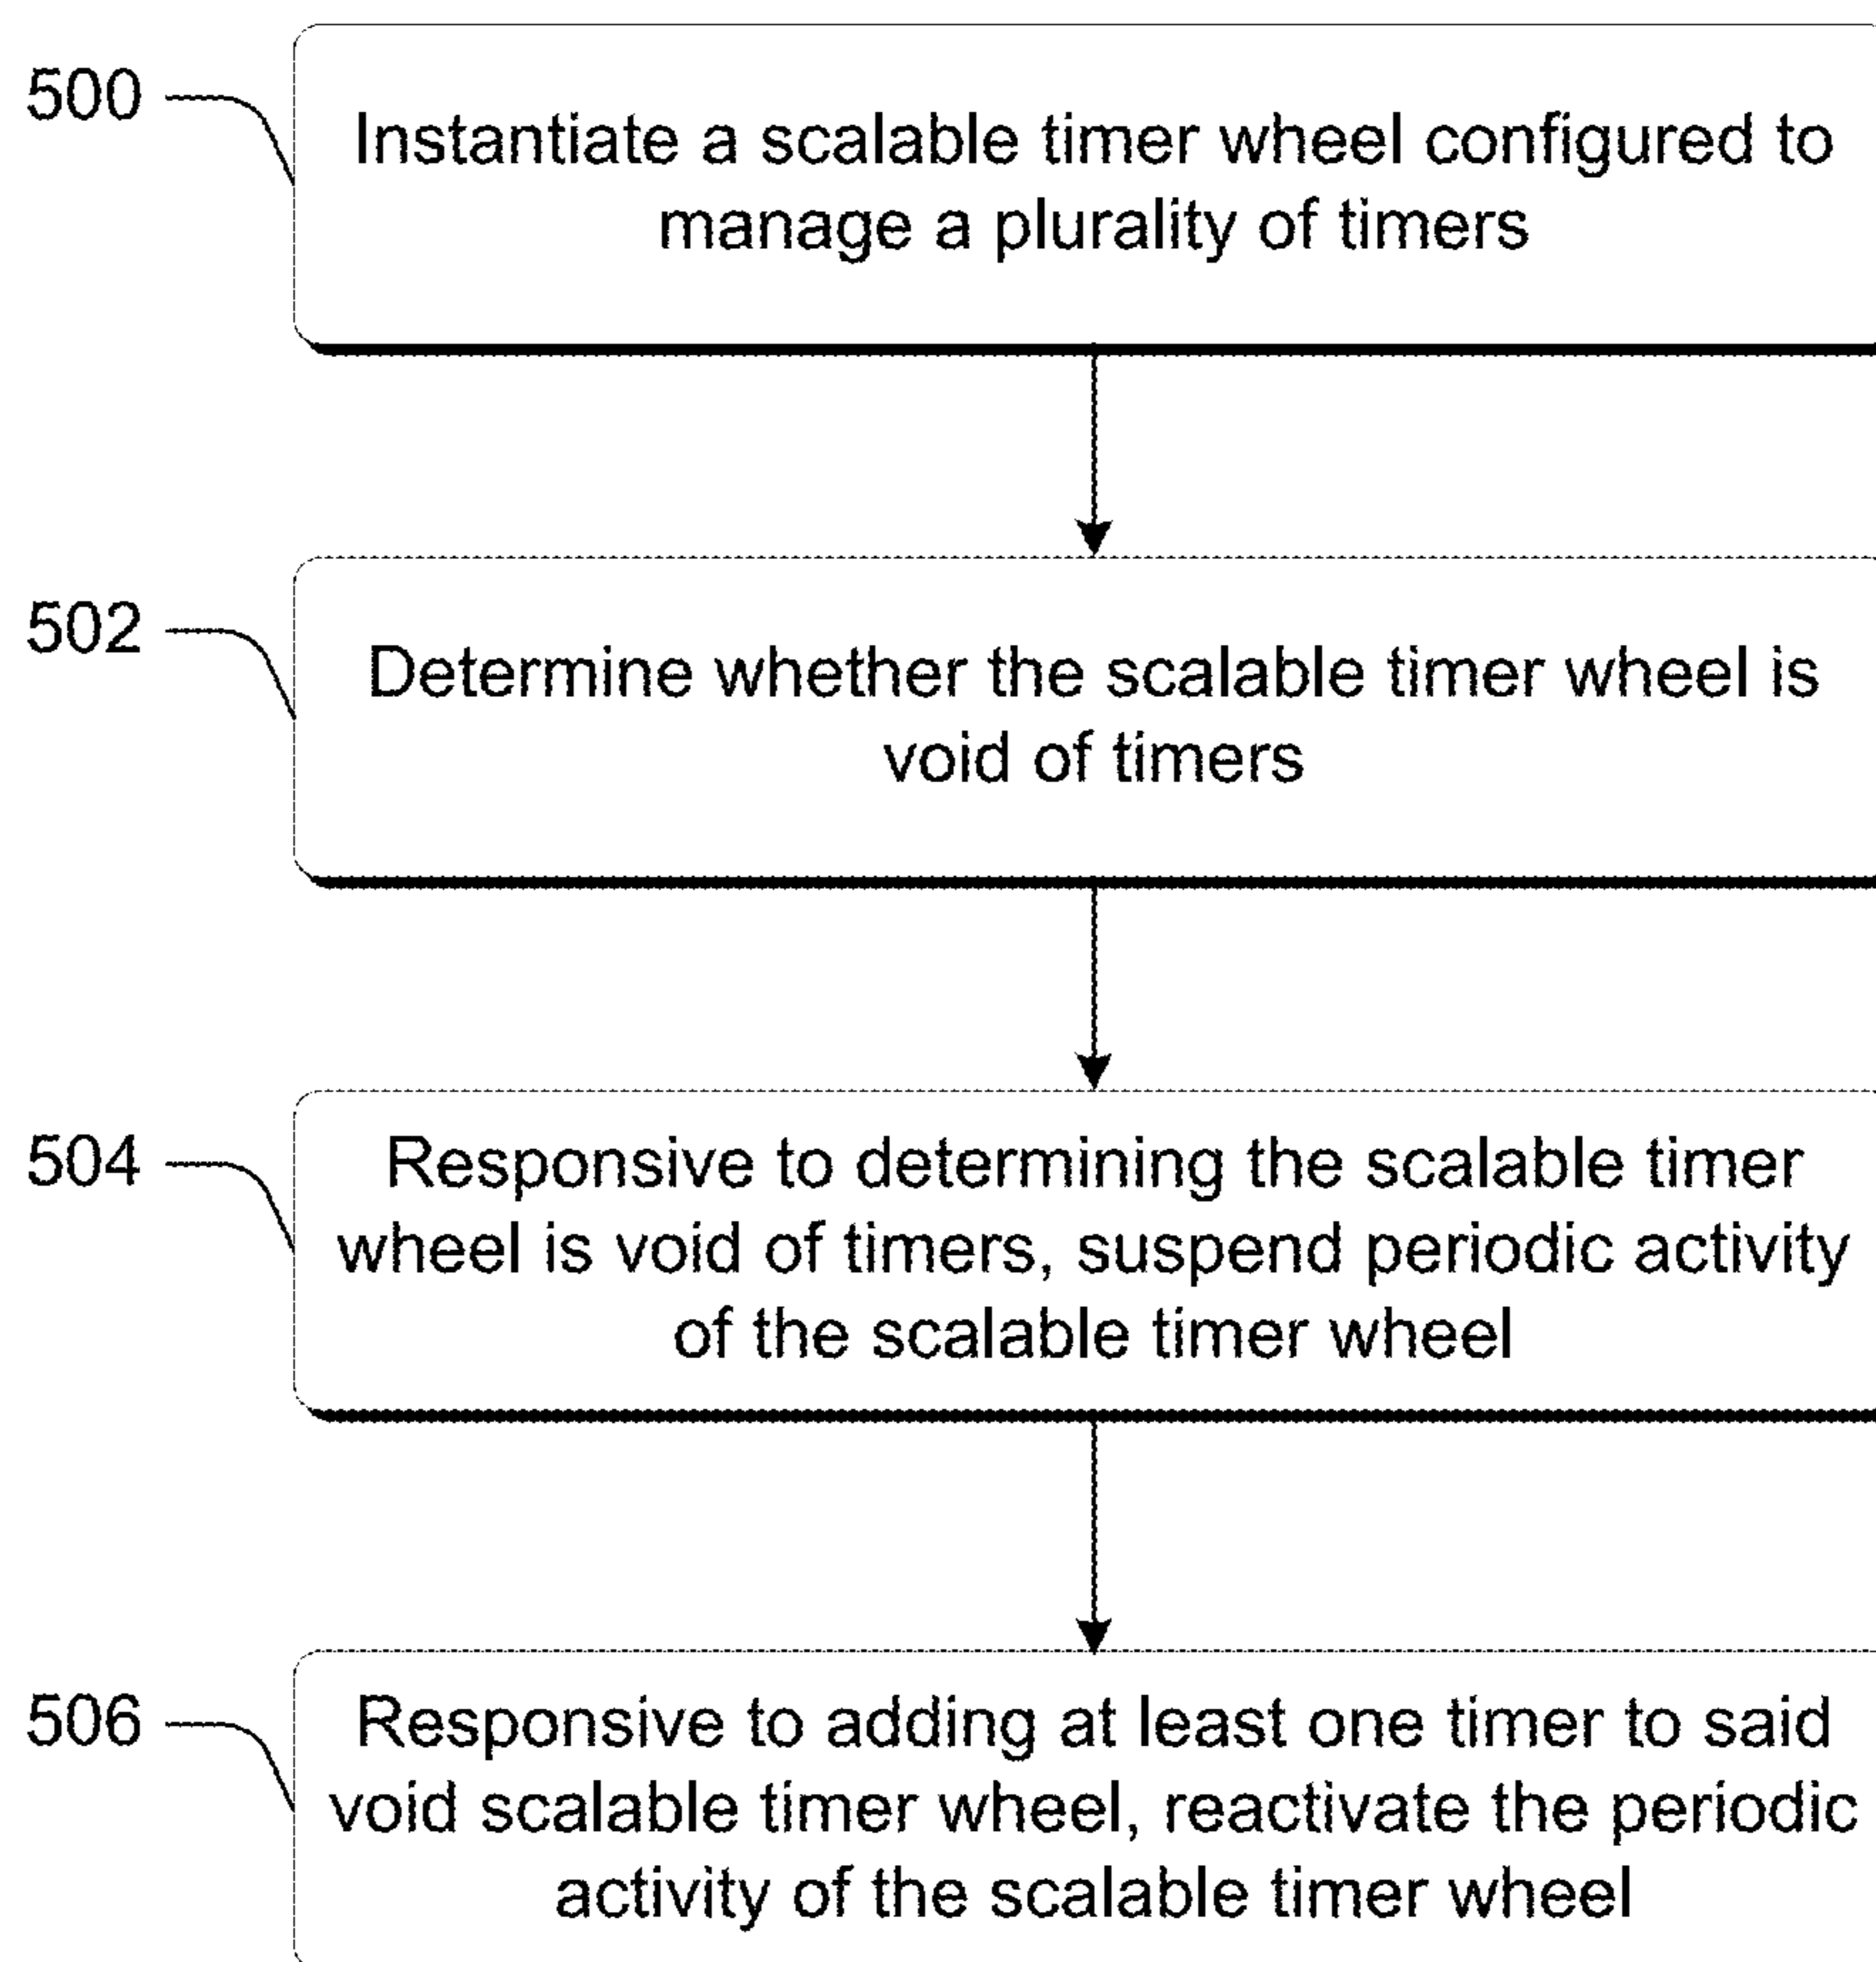 500
Instantiate a scalable timer wheel configured to
manage a plurality of timers
502
Determine whether the scalable timer wheel is
void of timers
504
Responsive to determining the scalable timer
wheel is void of timers, suspend periodic activity
of the scalable timer wheel
506
Responsive to adding at least one timer to said
void scalable timer wheel, reactivate the periodic
activity of the scalable timer wheel